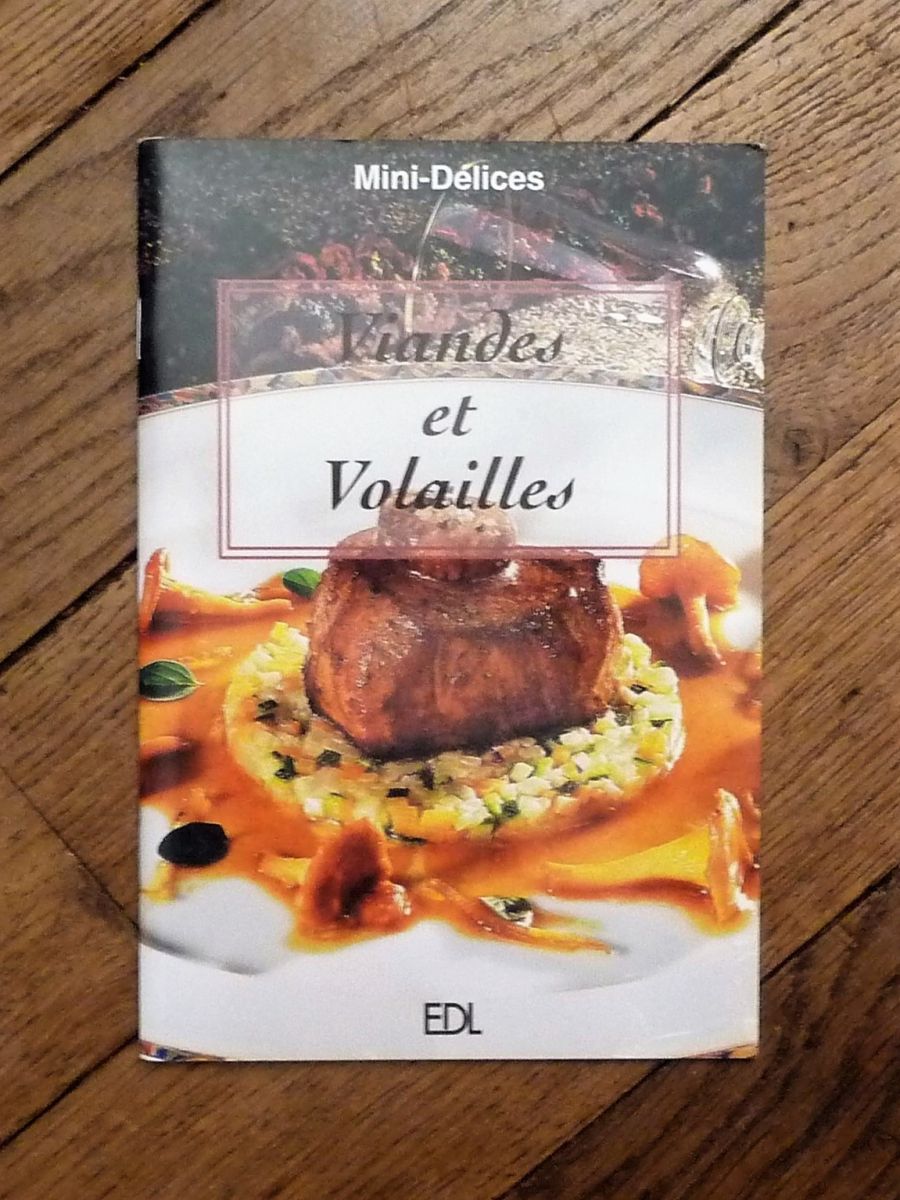 Mini-Délices
Viandes
et
Volailles
EDL